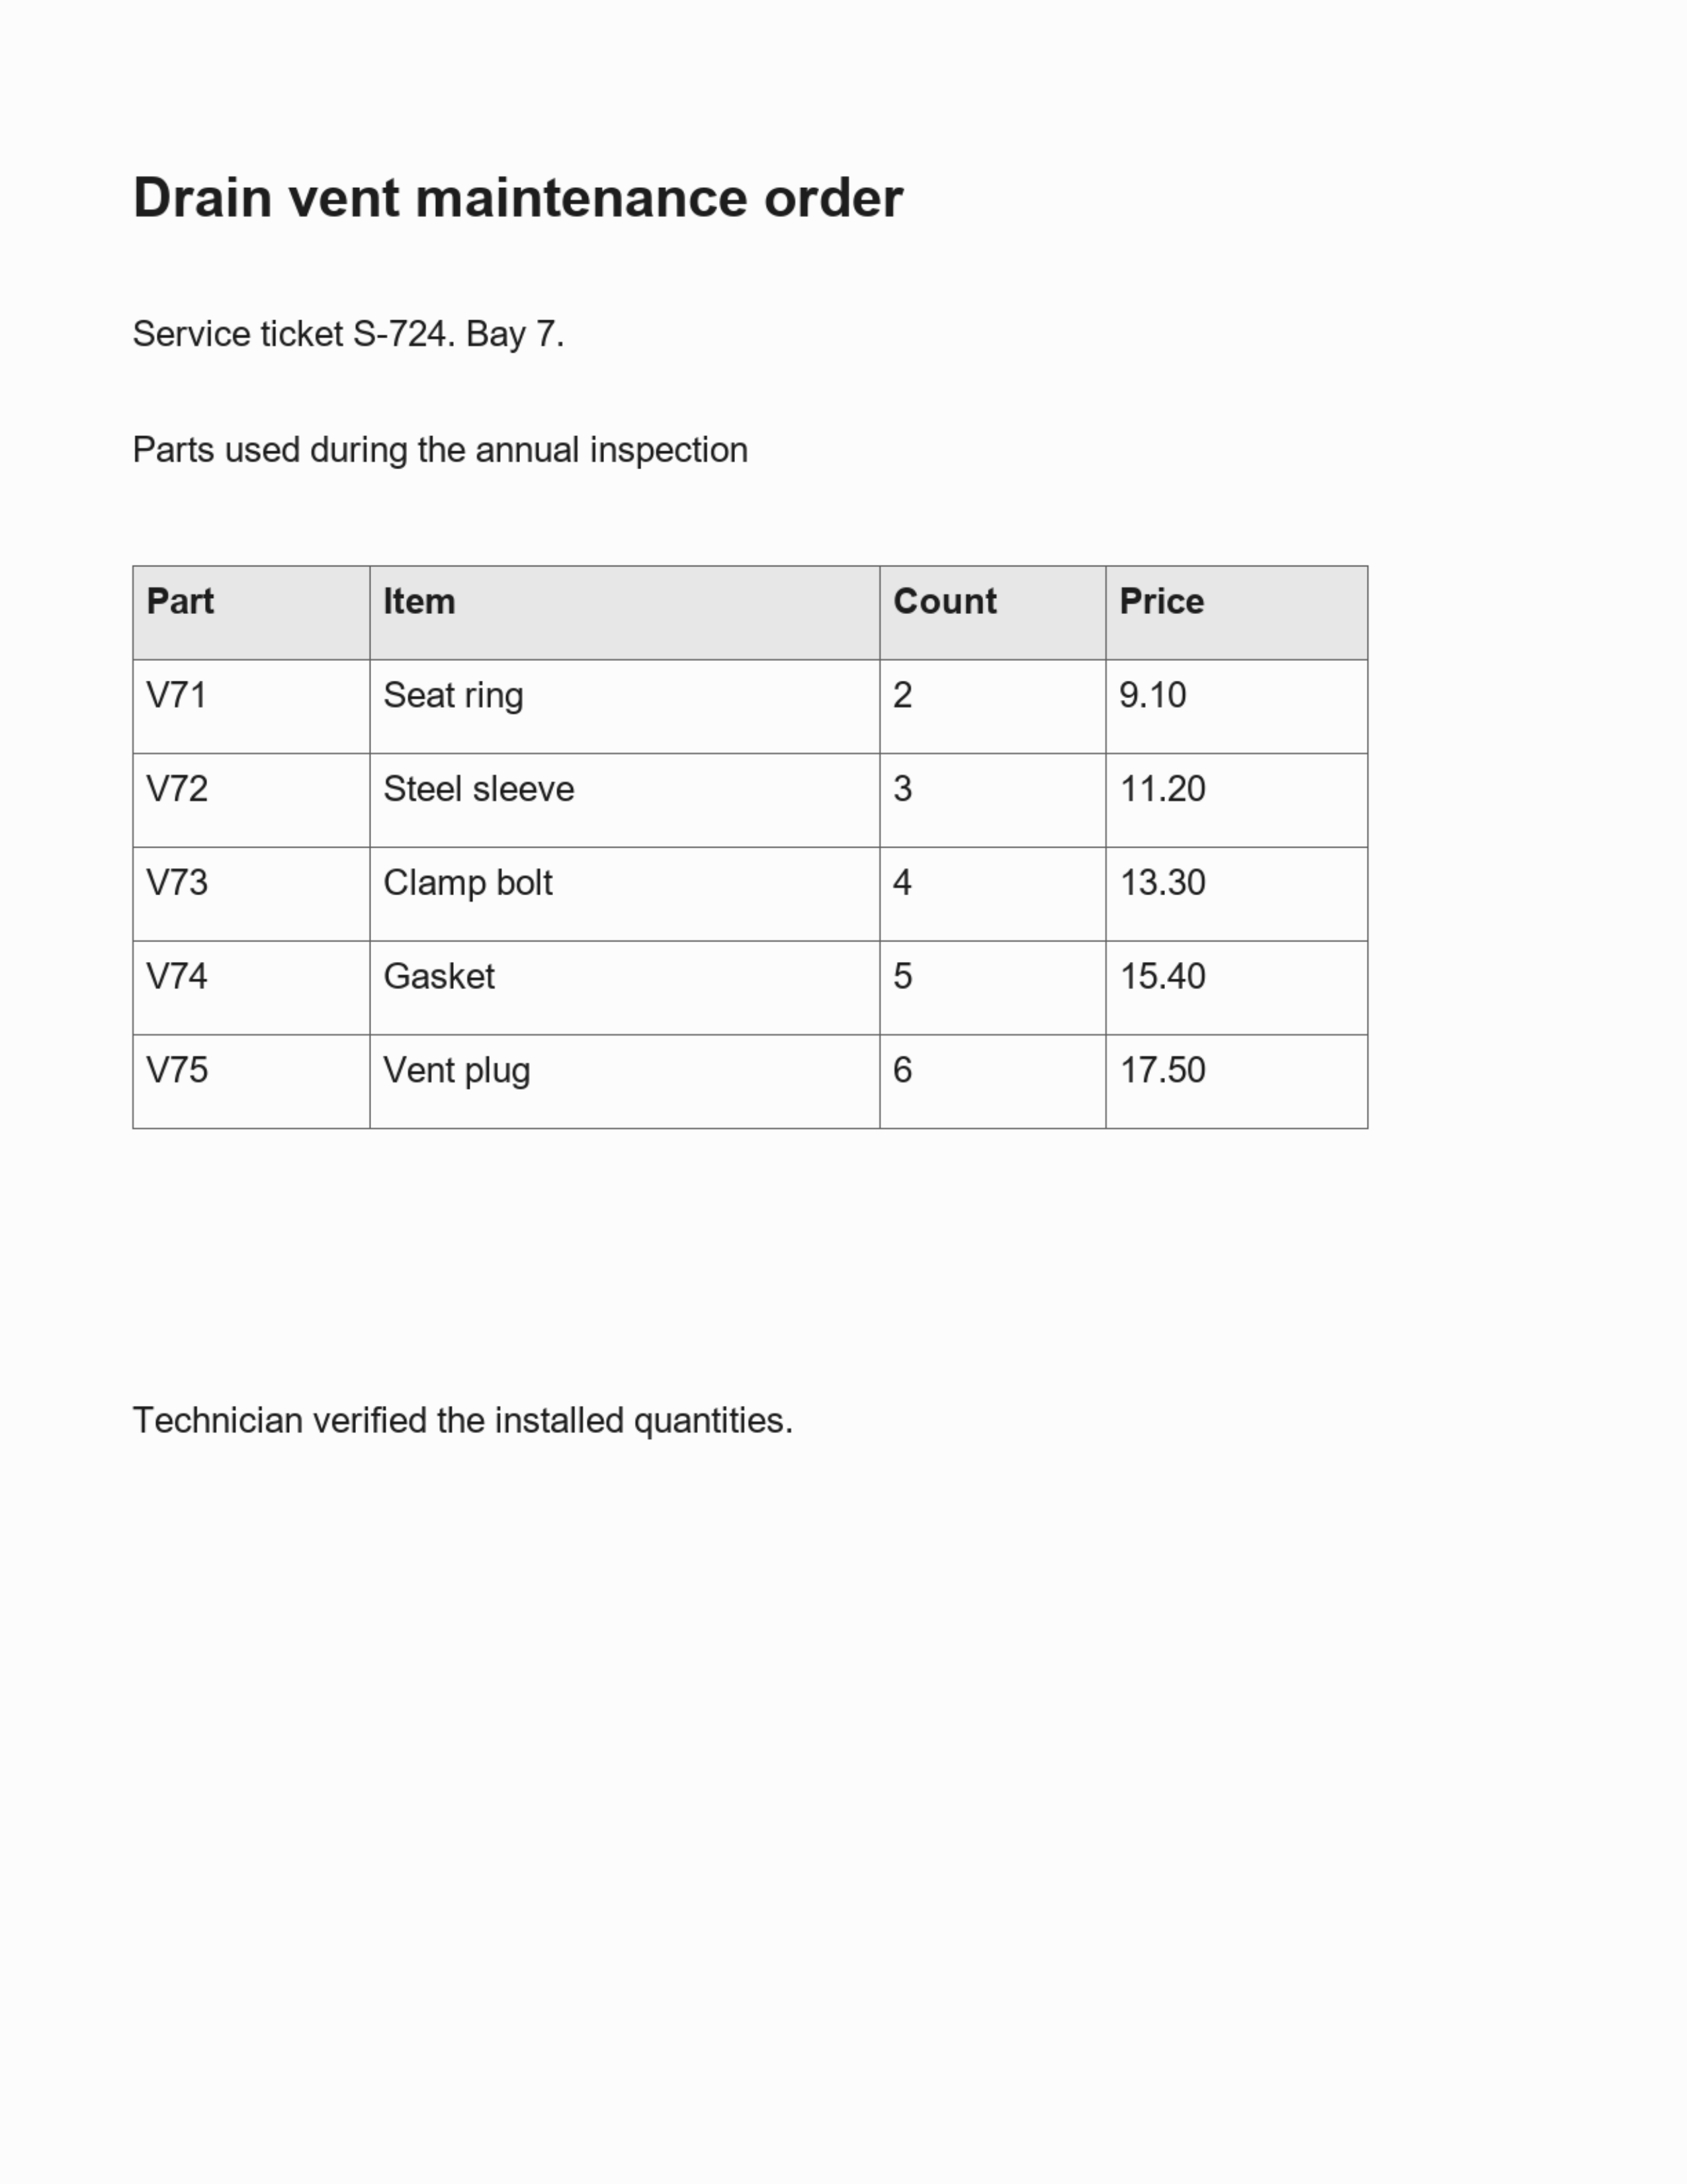 Drain vent maintenance order
Service ticket S-724. Bay 7.
Parts used during the annual inspection
Part Item Count Price
V71 Seat ring 2 9.10
V72 Steel sleeve 3 11.20
V73 Clamp bolt 4 13.30
V74 Gasket 5 15.40
V75 Vent plug 6 17.50
Technician verified the installed quantities.